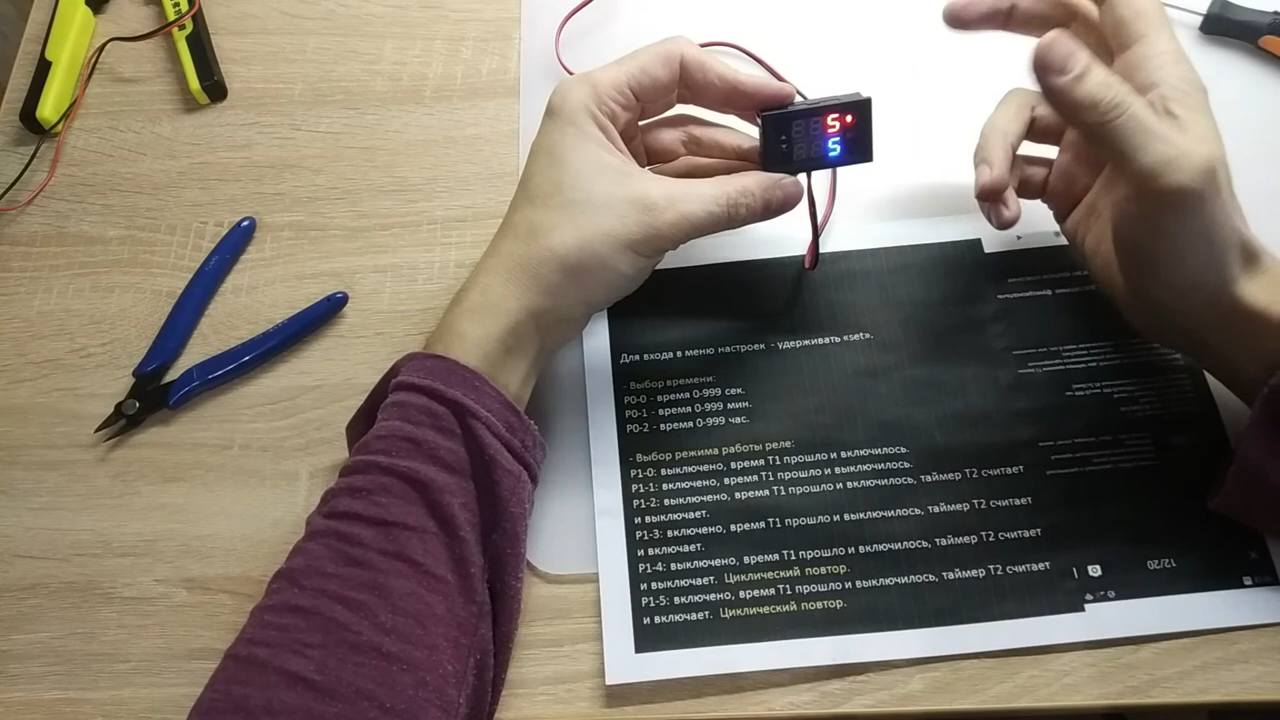 5
5
Для входа в меню настроек - удерживать «set».
- Выбор времени:
P0-0 - время 0-999 сек.
P0-1 - время 0-999 мин.
P0-2 - время 0-999 час.
- Выбор режима работы реле:
P1-0: выключено, время T1 прошло и включилось.
P1-1: включено, время T1 прошло и выключилось.
P1-2: выключено, время T1 прошло и включилось, таймер T2 считает
и выключает.
P1-3: включено, время T1 прошло и выключилось, таймер T2 считает
и включает.
P1-4: выключено, время T1 прошло и включилось, таймер T2 считает
и выключает. Циклический повтор.
P1-5: включено, время T1 прошло и выключилось, таймер T2 считает
и включает. Циклический повтор.
12/20